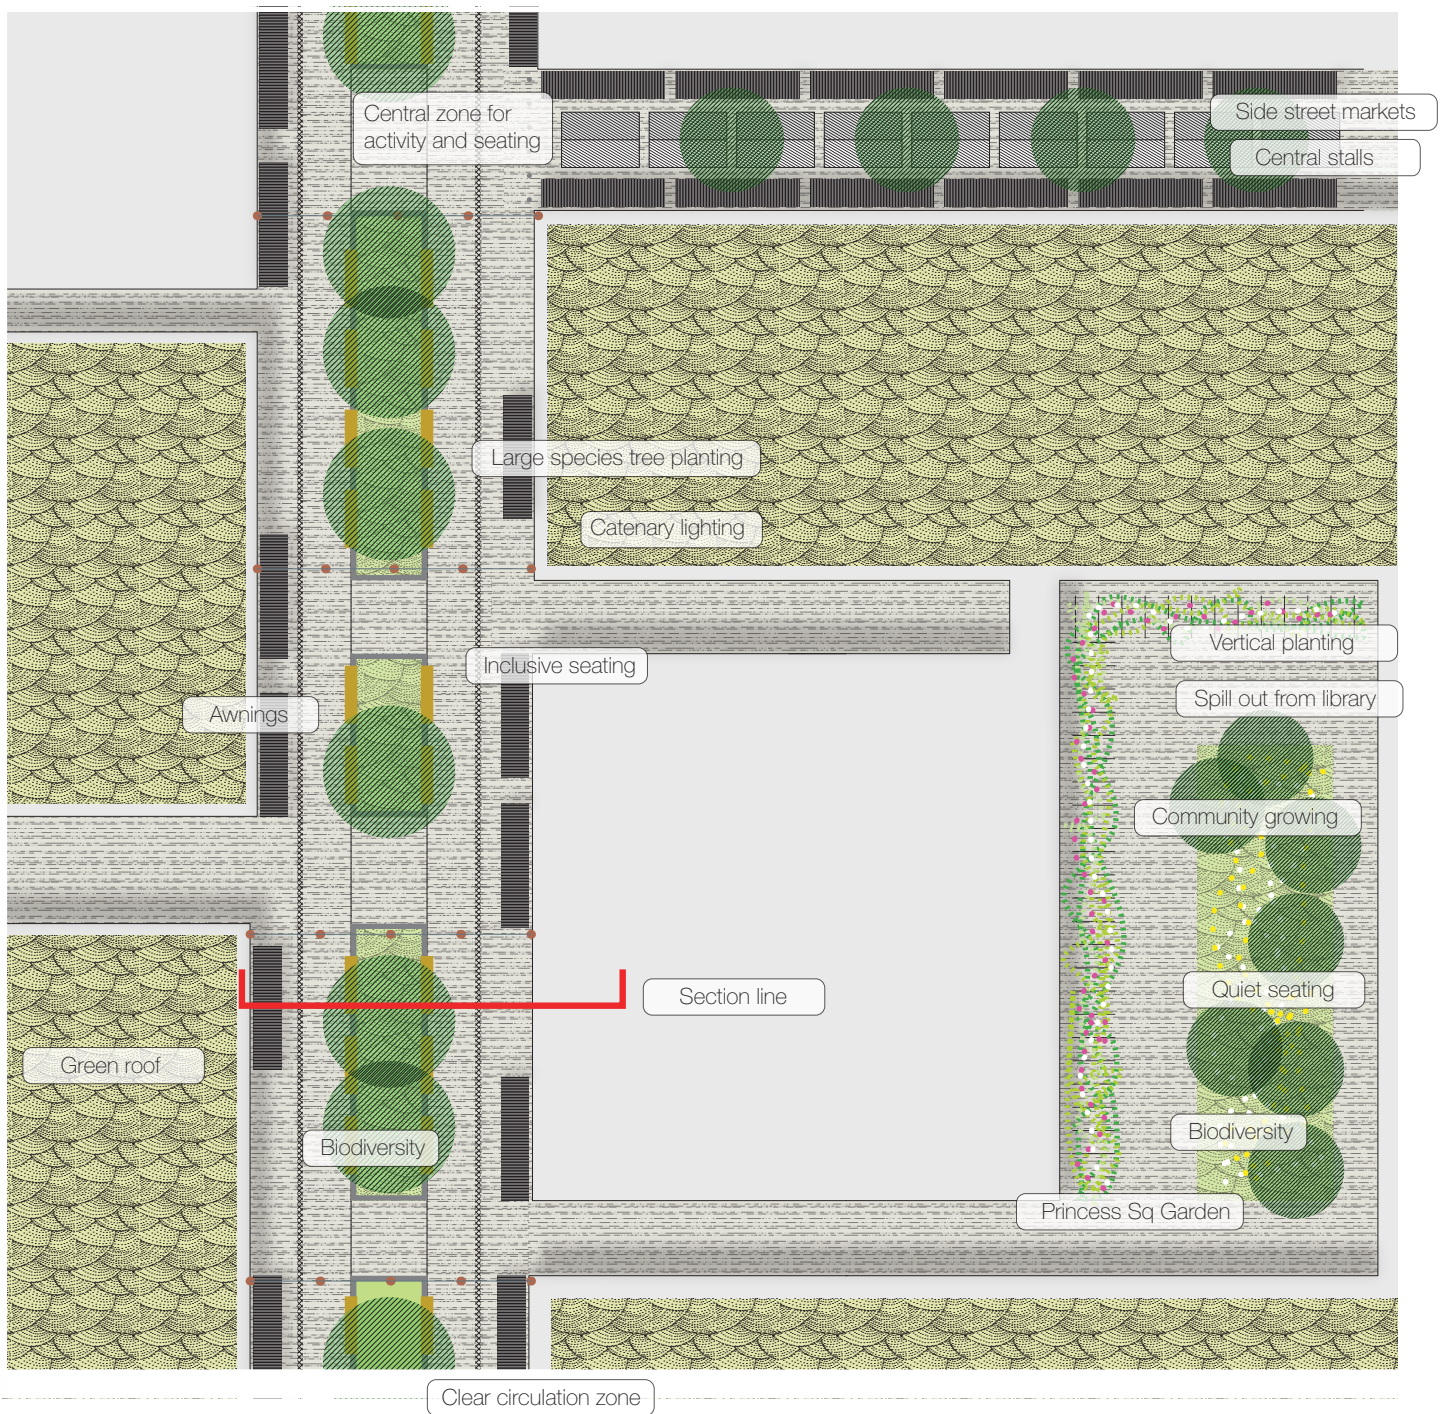 Central zone for
activity and seating
Side street markets
Central stalls
Large species tree planting
Catenary lighting
Vertical planting
Inclusive seating
Spill out from library
Awnings
Community growing
Quiet seating
Section line
Green roof
Biodiversity
Biodiversity
Princess Sq Garden
Clear circulation zone